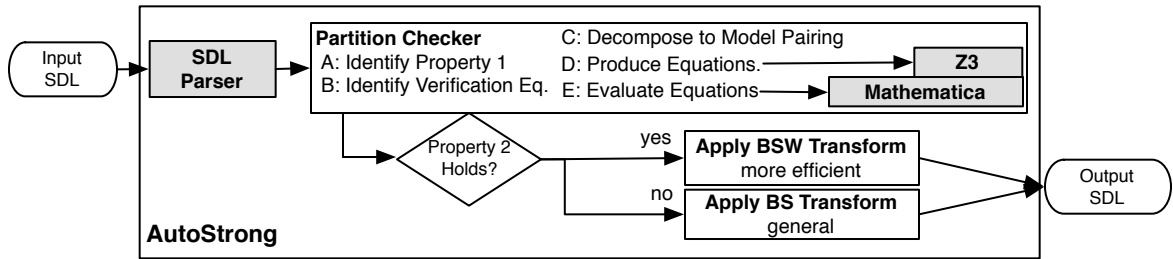 Input
SDL
SDL
Parser
Partition Checker
A: Identify Property 1
B: Identify Verification Eq.
C: Decompose to Model Pairing
D: Produce Equations.
E: Evaluate Equations
Z3
Mathematica
Property 2
Holds?
yes
Apply BSW Transform
more efficient
no
Apply BS Transform
general
Output
SDL
AutoStrong